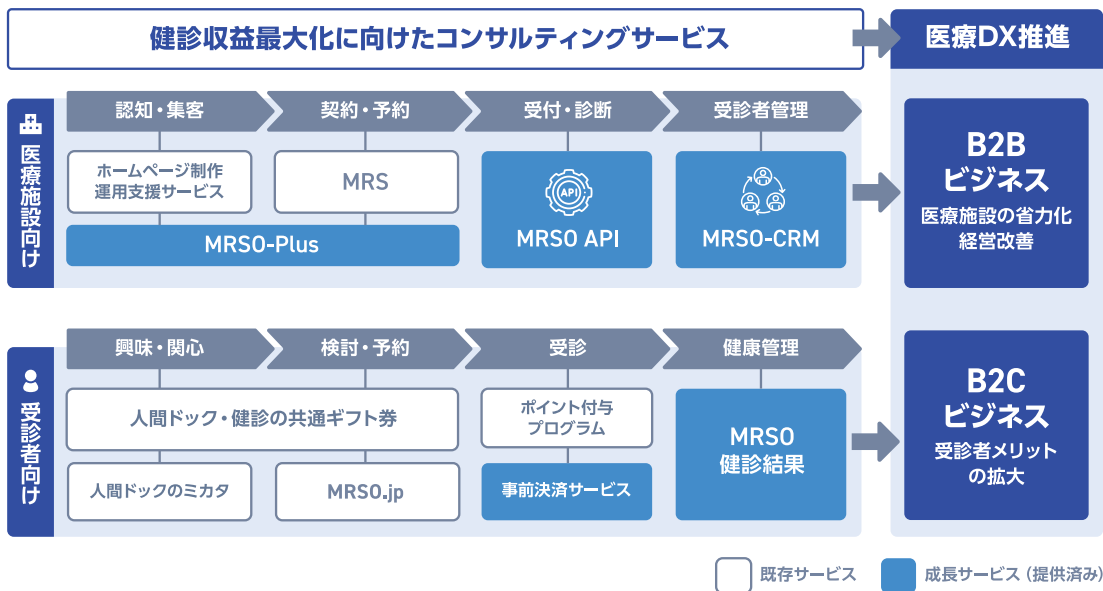 健診収益最大化に向けたコンサルティングサービス
医療DX推進
医療施設向け
認知・集客
契約・予約
受付・診断
受診者管理
ホームページ制作
運用支援サービス
MRS
MRSO-Plus
API
MRSO API
MRSO-CRM
B2B
ビジネス
医療施設の省力化
経営改善
受診者向け
興味・関心
検討・予約
受診
健康管理
人間ドック・健診の共通ギフト券
人間ドックのミカタ
MRSO.jp
ポイント付与
プログラム
事前決済サービス
MRSO
健診結果
B2C
ビジネス
受診者メリット
の拡大
既存サービス
成長サービス（提供済み）